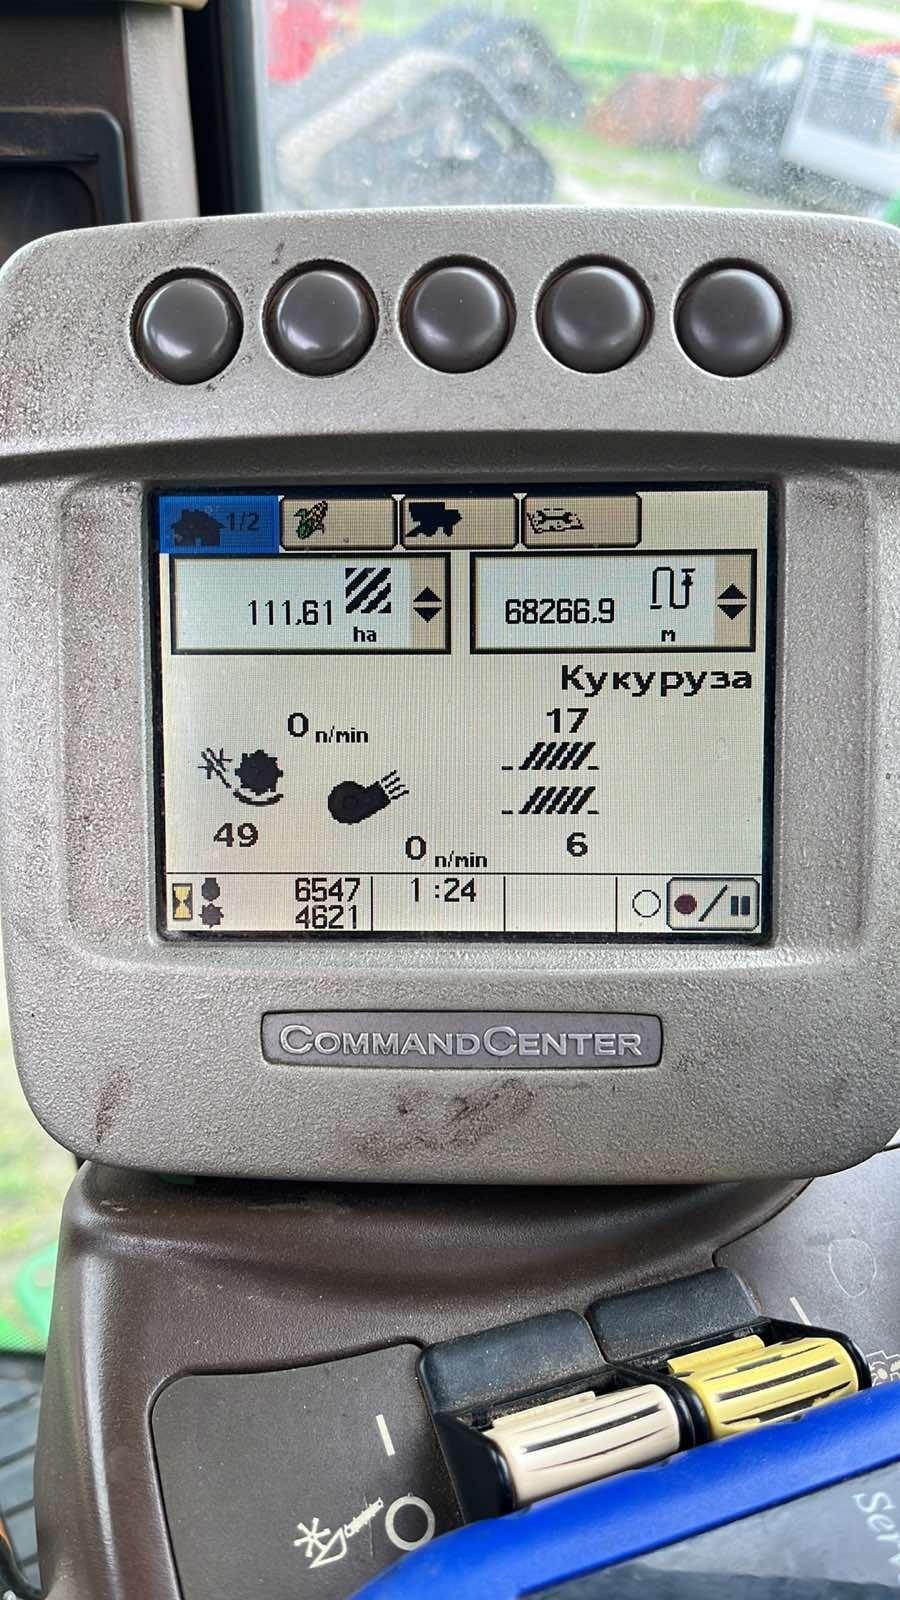 1/2
111,61
ha
68266,9
m
Кукуруза
0 n/min
17
49
0 n/min
6
6547
4621
1:24
COMMANDCENTER
Ser